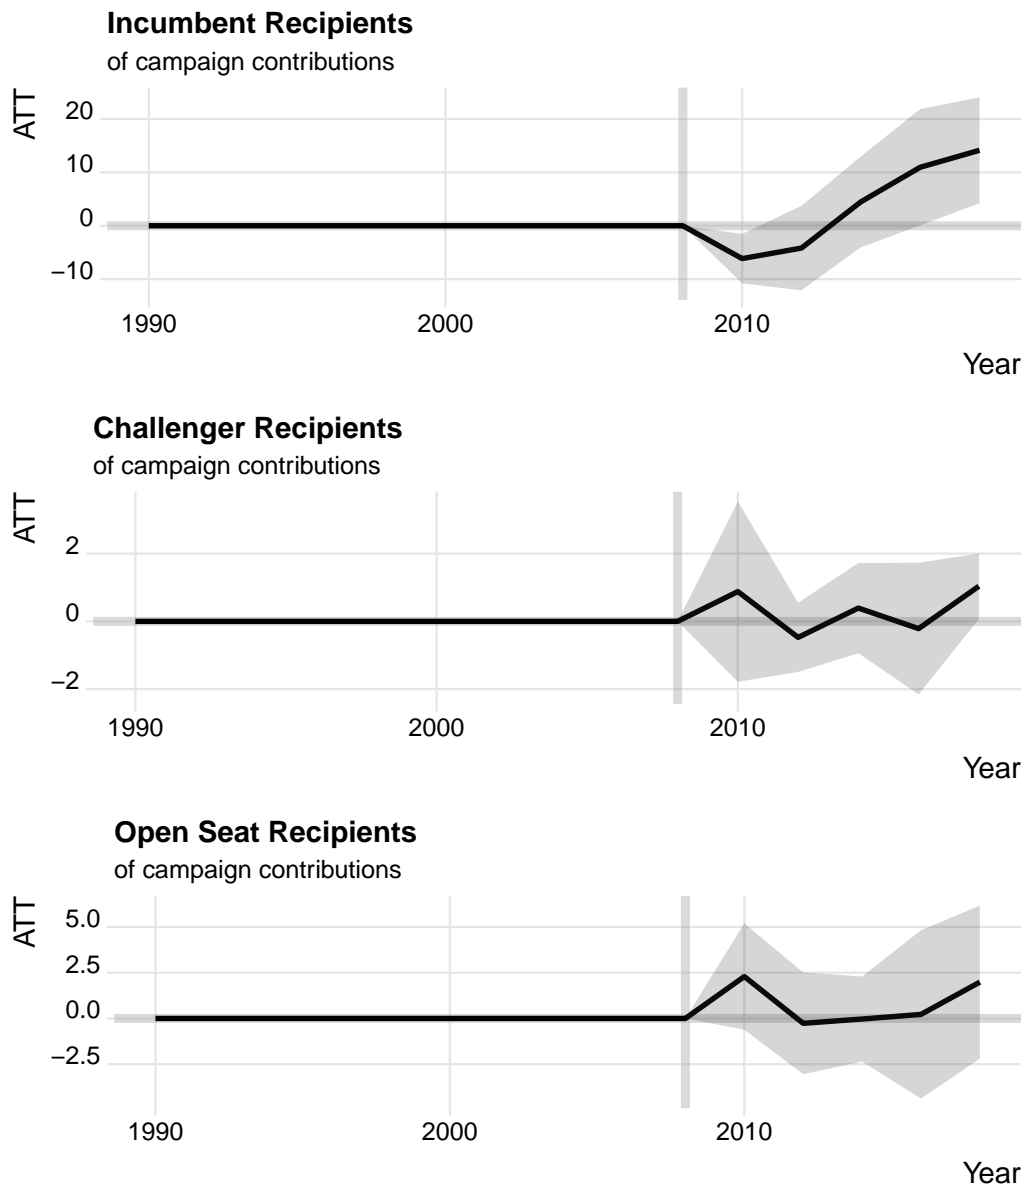 Incumbent Recipients
of campaign contributions
ATT
20
10
0
−10
1990 2000 2010
Year
Challenger Recipients
of campaign contributions
ATT
2
0
−2
1990 2000 2010
Year
Open Seat Recipients
of campaign contributions
ATT
5.0
2.5
0.0
−2.5
1990 2000 2010
Year